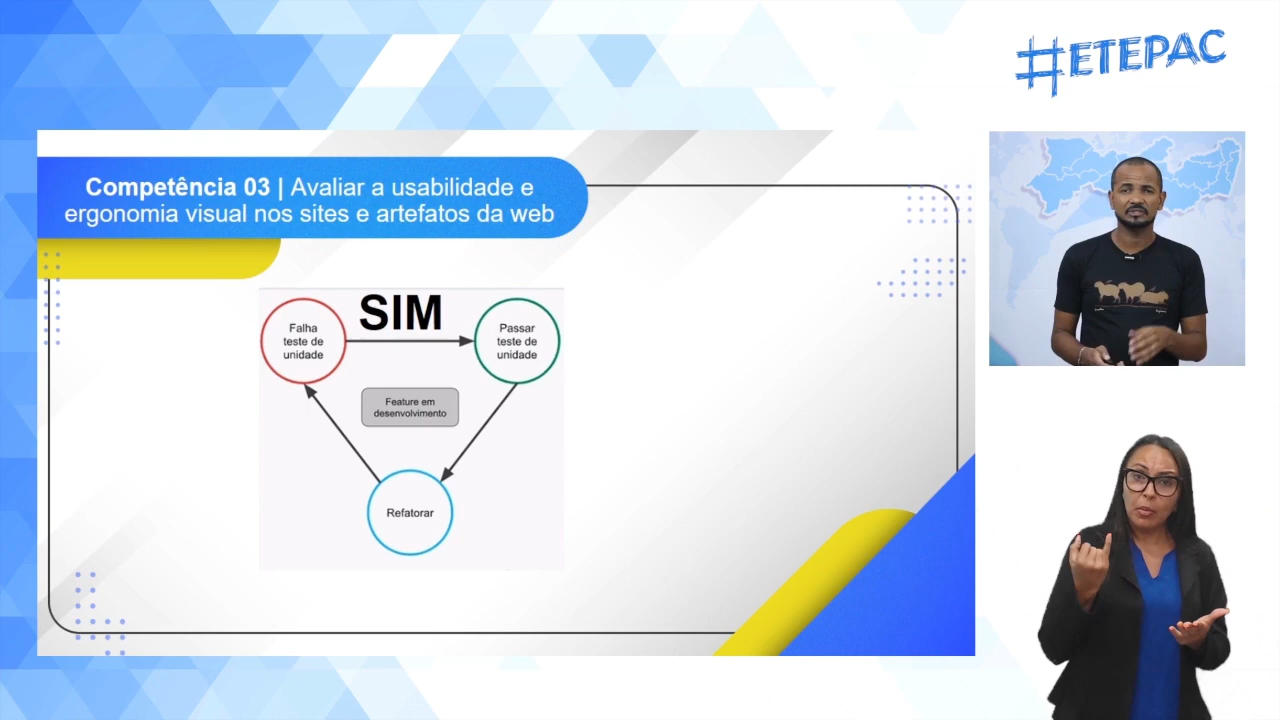 #ETEPAC
Competência 03 | Avaliar a usabilidade e
ergonomia visual nos sites e artefatos da web
SIM
Falha
teste de
unidade
Passar
teste de
unidade
Feature em
desenvolvimento
Refatorar